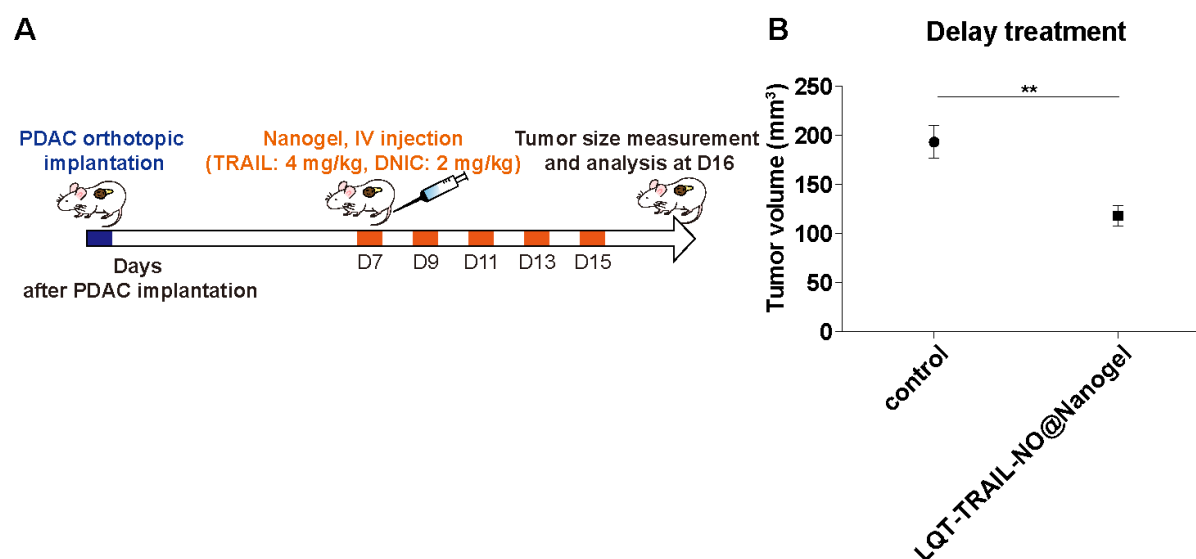 A
PDAC orthotopic
implantation
Nanogel, IV injection
(TRAIL: 4 mg/kg, DNIC: 2 mg/kg)
Tumor size measurement
and analysis at D16
Days
after PDAC implantation
D7
D9
D11
D13
D15
B
Delay treatment
Tumor volume (mm³)
250
200
150
100
50
0
**
control
LQT-TRAIL-NO@Nanogel